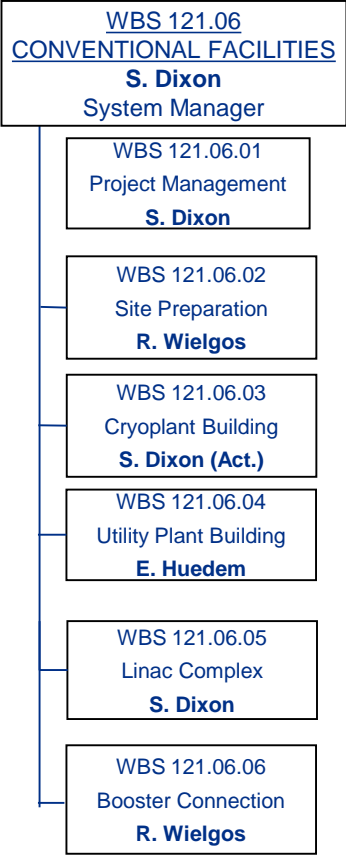 WBS 121.06
CONVENTIONAL FACILITIES
S. Dixon
System Manager
WBS 121.06.01
Project Management
S. Dixon
WBS 121.06.02
Site Preparation
R. Wielgos
WBS 121.06.03
Cryoplant Building
S. Dixon (Act.)
WBS 121.06.04
Utility Plant Building
E. Huedem
WBS 121.06.05
Linac Complex
S. Dixon
WBS 121.06.06
Booster Connection
R. Wielgos